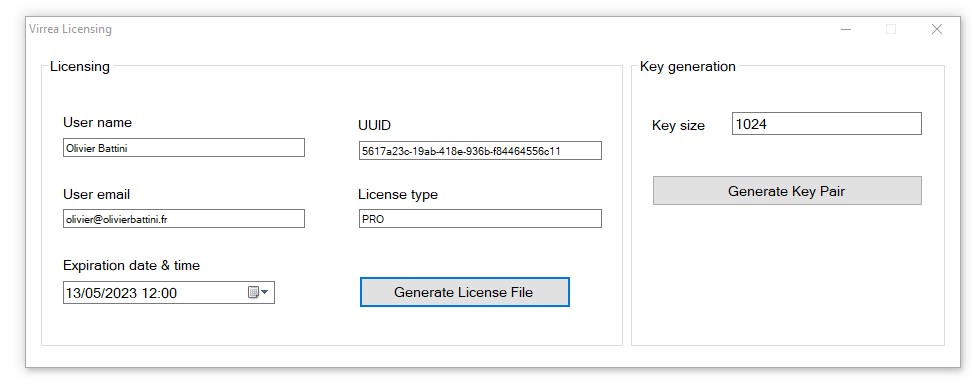 Virrea Licensing
Licensing
User name
Olivier Battini
UUID
5617a23c-19ab-418e-936b-f84464556c11
User email
olivier@olivierbattini.fr
License type
PRO
Expiration date & time
13/05/2023 12:00
Generate License File
Key generation
Key size
1024
Generate Key Pair